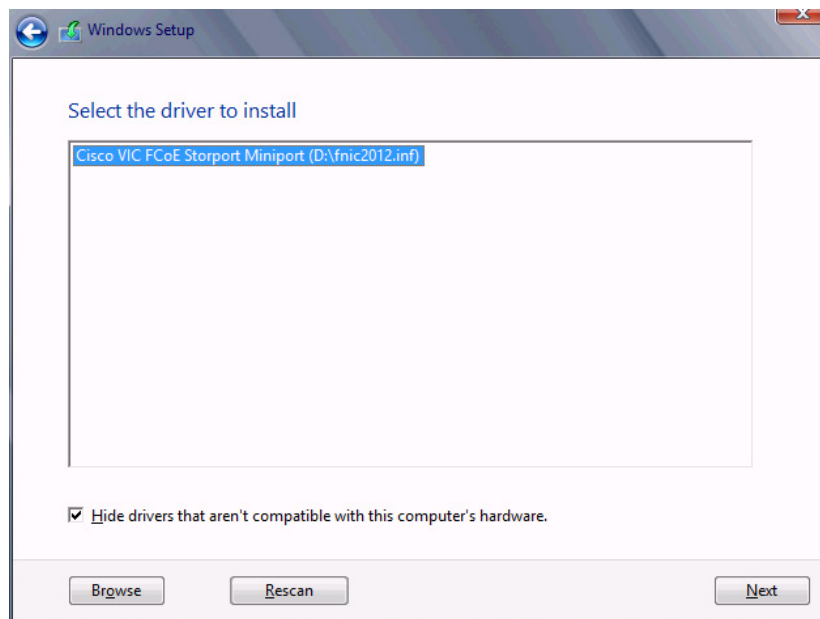 Windows Setup
Select the driver to install
Cisco VIC FCoE Storport Miniport (D:\fnic2012.inf)
Hide drivers that aren't compatible with this computer's hardware.
Browse Rescan Next